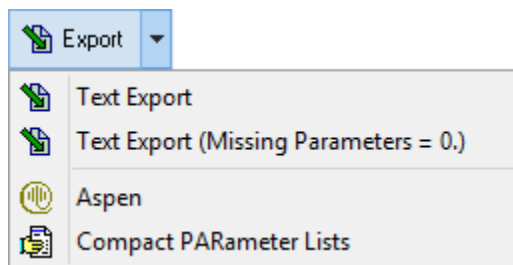 Export
Text Export
Text Export (Missing Parameters = 0.)
Aspen
Compact PARameter Lists